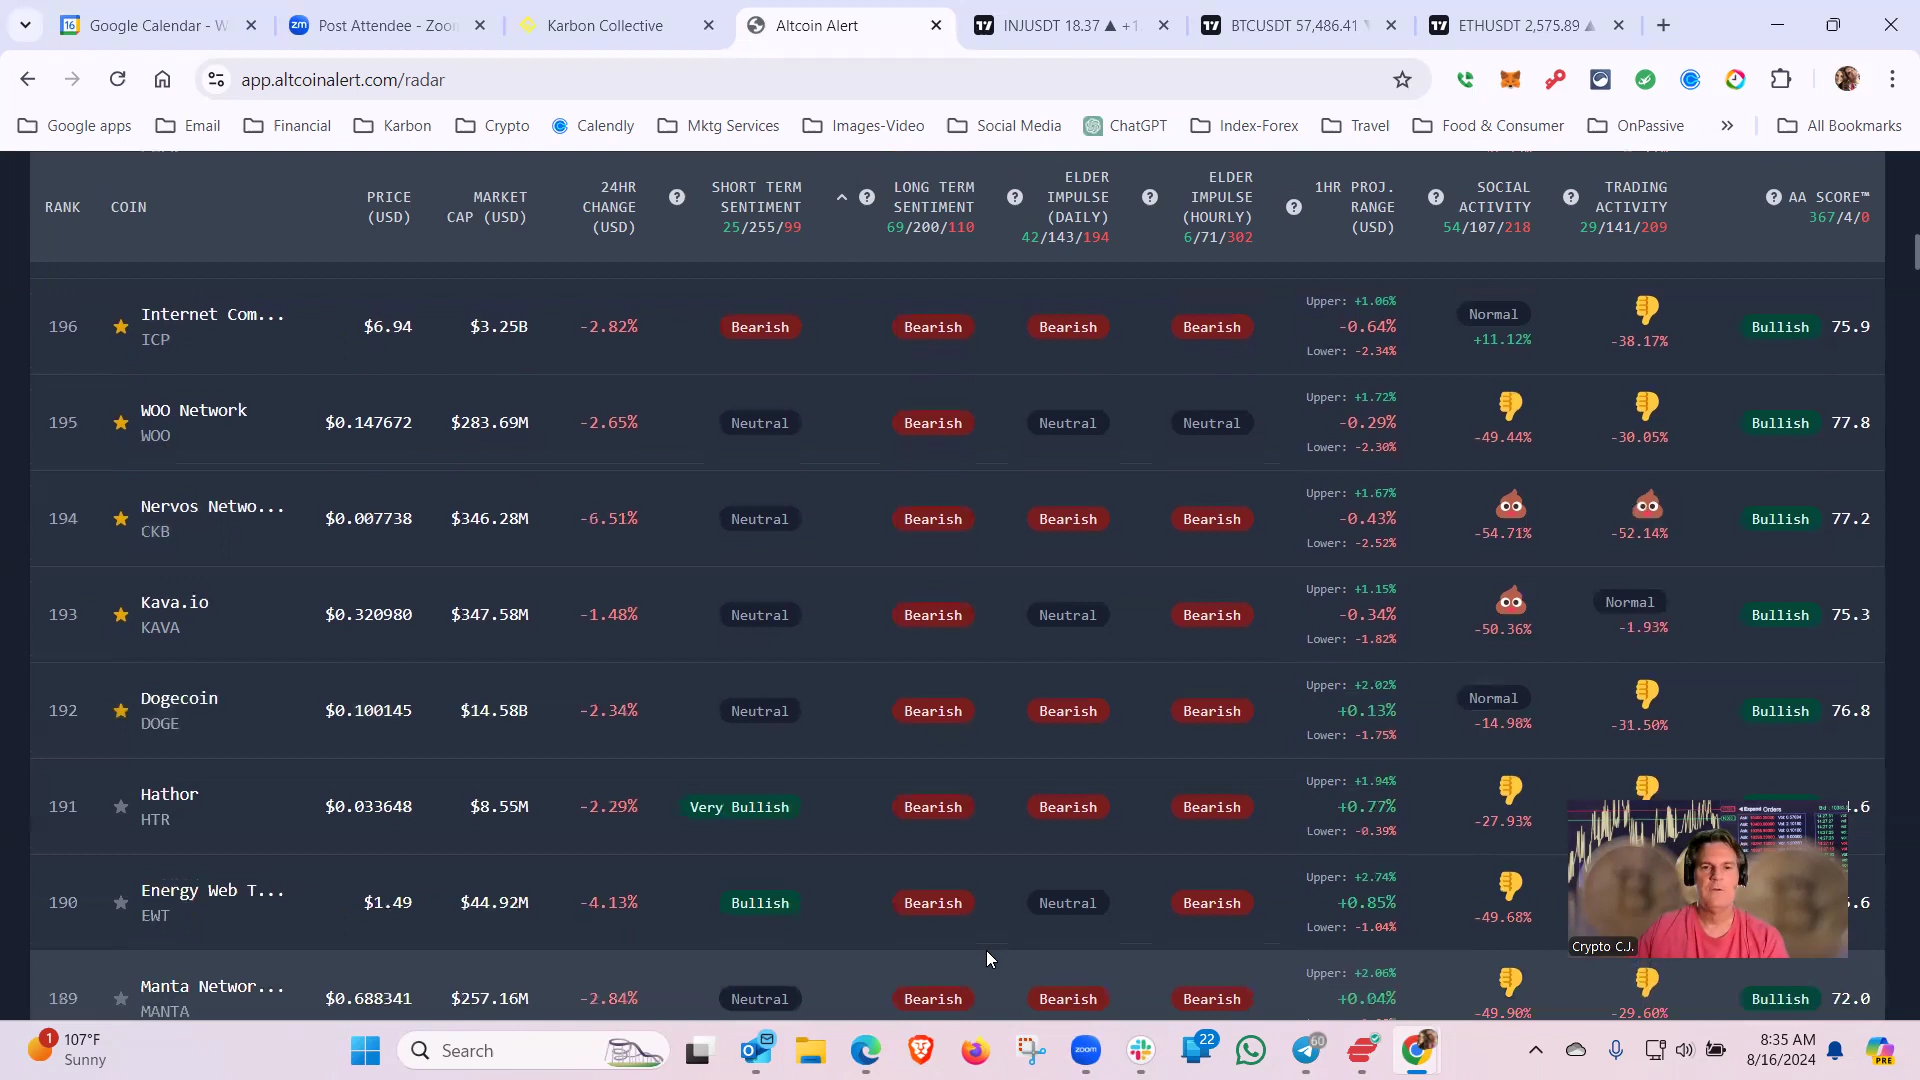 Google Calendar - W
Post Attendee - Zoom
Karbon Collective
Altcoin Alert
INJUSDT 18.37 ▲ +1.
BTCUSDT 57,486.41 ▼
ETHUSDT 2,575.89 ▲
app.altcoinalert.com/radar
Google apps
Email
Financial
Karbon
Crypto
Calendly
Mktg Services
Images-Video
Social Media
ChatGPT
Index-Forex
Travel
Food & Consumer
OnPassive
All Bookmarks
RANK
COIN
PRICE
(USD)
MARKET
CAP (USD)
24HR
CHANGE
(USD)
SHORT TERM
SENTIMENT
25/255/99
LONG TERM
SENTIMENT
69/200/110
ELDER
IMPULSE
(DAILY)
42/143/194
ELDER
IMPULSE
(HOURLY)
6/71/302
1HR PROJ.
RANGE
(USD)
SOCIAL
ACTIVITY
54/107/218
TRADING
ACTIVITY
29/141/209
AA SCORE™
367/4/0
196 Internet Com... ICP $6.94 $3.25B -2.82% Bearish Bearish Bearish Bearish
Upper: +1.06%
-0.64%
Lower: -2.34%
Normal +11.12% -38.17% Bullish 75.9
195 WOO Network WOO $0.147672 $283.69M -2.65% Neutral Bearish Neutral Neutral
Upper: +1.72%
-0.29%
Lower: -2.30%
-49.44% -30.05% Bullish 77.8
194 Nervos Netwo... CKB $0.007738 $346.28M -6.51% Neutral Bearish Bearish Bearish
Upper: +1.67%
-0.43%
Lower: -2.52%
-54.71% -52.14% Bullish 77.2
193 Kava.io KAVA $0.320980 $347.58M -1.48% Neutral Bearish Neutral Bearish
Upper: +1.15%
-0.34%
Lower: -1.82%
-50.36% Normal -1.93% Bullish 75.3
192 Dogecoin DOGE $0.100145 $14.58B -2.34% Neutral Bearish Bearish Bearish
Upper: +2.02%
+0.13%
Lower: -1.75%
Normal -14.98% -31.50% Bullish 76.8
191 Hathor HTR $0.033648 $8.55M -2.29% Very Bullish Bearish Bearish Bearish
Upper: +1.94%
+0.77%
Lower: -0.39%
-27.93% .6
190 Energy Web T... EWT $1.49 $44.92M -4.13% Bullish Bearish Neutral Bearish
Upper: +2.74%
+0.85%
Lower: -1.04%
-49.68% .6
189 Manta Networ... MANTA $0.688341 $257.16M -2.84% Neutral Bearish Bearish Bearish
Upper: +2.06%
+0.04%
-49.90% -29.60% Bullish 72.0
Expand Orders
Crypto C.J.
1
107°F
Sunny
Search
zoom
22
60
8:35 AM
8/16/2024
PRE